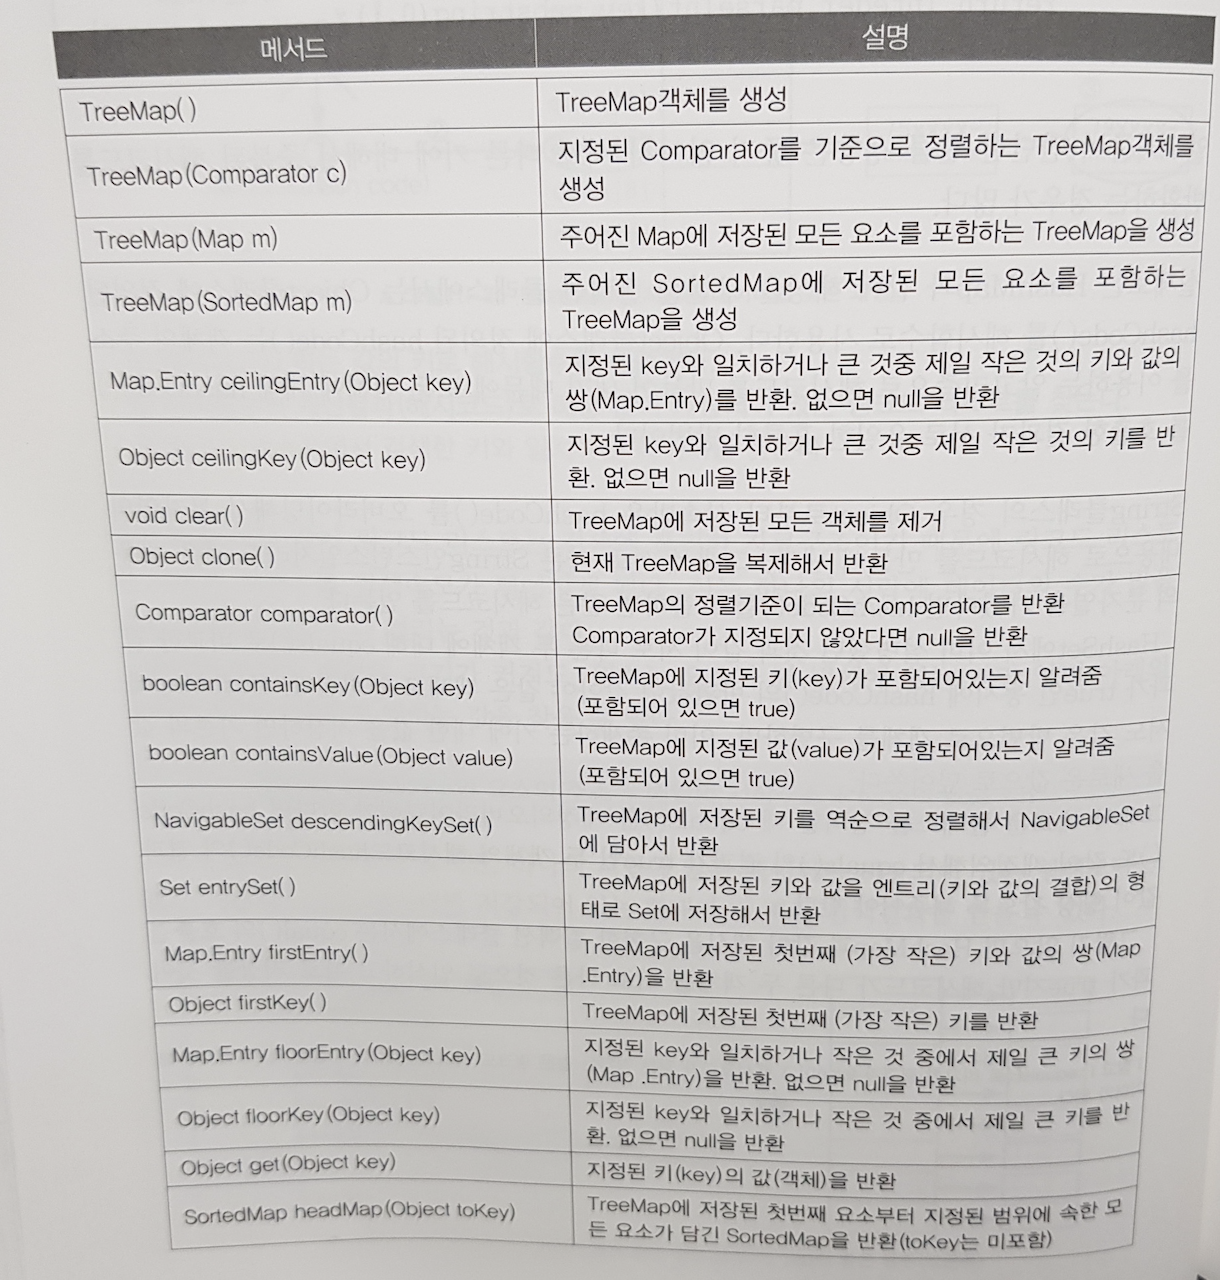 메서드 설명
TreeMap( ) TreeMap객체를 생성
TreeMap(Comparator c) 지정된 Comparator를 기준으로 정렬하는 TreeMap객체를
생성
TreeMap(Map m) 주어진 Map에 저장된 모든 요소를 포함하는 TreeMap을 생성
TreeMap(SortedMap m) 주어진 SortedMap에 저장된 모든 요소를 포함하는
TreeMap을 생성
Map.Entry ceilingEntry(Object key) 지정된 key와 일치하거나 큰 것중 제일 작은 것의 키와 값의
쌍(Map.Entry)를 반환. 없으면 null을 반환
Object ceilingKey(Object key) 지정된 key와 일치하거나 큰 것중 제일 작은 것의 키를 반
환. 없으면 null을 반환
void clear( ) TreeMap에 저장된 모든 객체를 제거
Object clone( ) 현재 TreeMap을 복제해서 반환
Comparator comparator( ) TreeMap의 정렬기준이 되는 Comparator를 반환
Comparator가 지정되지 않았다면 null을 반환
boolean containsKey(Object key) TreeMap에 지정된 키(key)가 포함되어있는지 알려줌
(포함되어 있으면 true)
boolean containsValue(Object value) TreeMap에 지정된 값(value)가 포함되어있는지 알려줌
(포함되어 있으면 true)
NavigableSet descendingKeySet( ) TreeMap에 저장된 키를 역순으로 정렬해서 NavigableSet
에 담아서 반환
Set entrySet( ) TreeMap에 저장된 키와 값을 엔트리(키와 값의 결합)의 형
태로 Set에 저장해서 반환
Map.Entry firstEntry( ) TreeMap에 저장된 첫번째 (가장 작은) 키와 값의 쌍(Map
.Entry)을 반환
Object firstKey( ) TreeMap에 저장된 첫번째 (가장 작은) 키를 반환
Map.Entry floorEntry(Object key) 지정된 key와 일치하거나 작은 것 중에서 제일 큰 키의 쌍
(Map .Entry)을 반환. 없으면 null을 반환
Object floorKey(Object key) 지정된 key와 일치하거나 작은 것 중에서 제일 큰 키를 반
환. 없으면 null을 반환
Object get(Object key) 지정된 키(key)의 값(객체)을 반환
SortedMap headMap(Object toKey) TreeMap에 저장된 첫번째 요소부터 지정된 범위에 속한 모
든 요소가 담긴 SortedMap을 반환(toKey는 미포함)